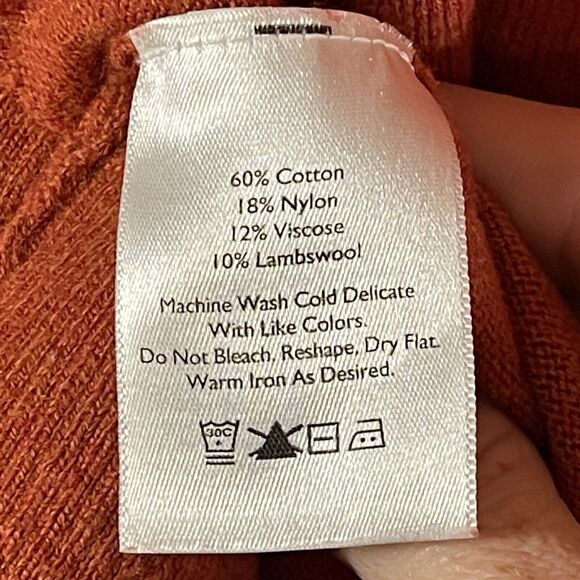 60% Cotton
18% Nylon
12% Viscose
10% Lambswool
Machine Wash Cold Delicate
With Like Colors.
Do Not Bleach, Reshape, Dry Flat.
Warm Iron As Desired.
30C